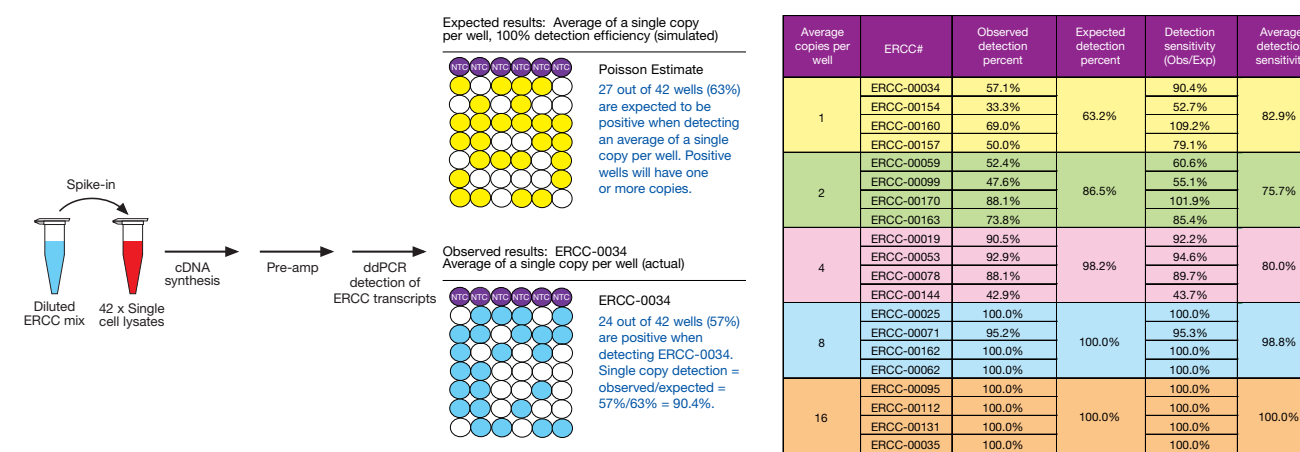 Expected results: Average of a single copy
per well, 100% detection efficiency (simulated)
NTC NTC NTC NTC NTC NTC
Poisson Estimate
27 out of 42 wells (63%)
are expected to be
positive when detecting
an average of a single
copy per well. Positive
wells will have one
or more copies.
Spike-in
Diluted
ERCC mix
42 x Single
cell lysates
cDNA
synthesis
Pre-amp
ddPCR
detection of
ERCC transcripts
Observed results: ERCC-0034
Average of a single copy per well (actual)
NTC NTC NTC NTC NTC NTC
ERCC-0034
24 out of 42 wells (57%)
are positive when
detecting ERCC-0034.
Single copy detection =
observed/expected =
57%/63% = 90.4%.
Average
copies per
well
ERCC#
Observed
detection
percent
Expected
detection
percent
Detection
sensitivity
(Obs/Exp)
Average
detectio
sensitivit
1
ERCC-00034 57.1% 90.4%
ERCC-00154 33.3% 52.7%
ERCC-00160 69.0% 109.2%
ERCC-00157 50.0% 79.1%
63.2%
82.9%
2
ERCC-00059 52.4% 60.6%
ERCC-00099 47.6% 55.1%
ERCC-00170 88.1% 101.9%
ERCC-00163 73.8% 85.4%
86.5%
75.7%
4
ERCC-00019 90.5% 92.2%
ERCC-00053 92.9% 94.6%
ERCC-00078 88.1% 89.7%
ERCC-00144 42.9% 43.7%
98.2%
80.0%
8
ERCC-00025 100.0% 100.0%
ERCC-00071 95.2% 95.3%
ERCC-00162 100.0% 100.0%
ERCC-00062 100.0% 100.0%
100.0%
98.8%
16
ERCC-00095 100.0% 100.0%
ERCC-00112 100.0% 100.0%
ERCC-00131 100.0% 100.0%
ERCC-00035 100.0% 100.0%
100.0%
100.0%